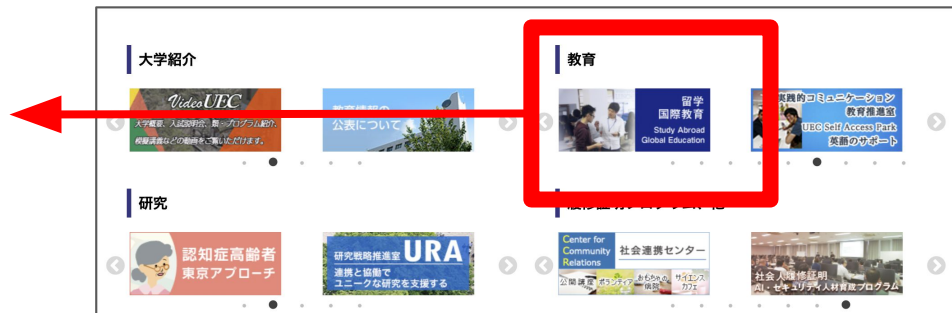 大学紹介
Video UEC
大学概要、入試説明会、類・プログラム紹介、
模擬講義などの動画をご覧いただけます。
教育情報の
公表について
教育
留学
国際教育
Study Abroad
Global Education
実践的コミュニケーション
教育推進室
UEC Self Access Park
英語のサポート
研究
認知症高齢者
東京アプローチ
研究戦略推進室 URA
連携と協働で
ユニークな研究を支援する
Center for
Community
Relations
社会連携センター
公開講座
ボランティア
おもちゃの
病院
サイエンス
カフェ
社会人履修証明
AI・セキュリティ人材育成プログラム